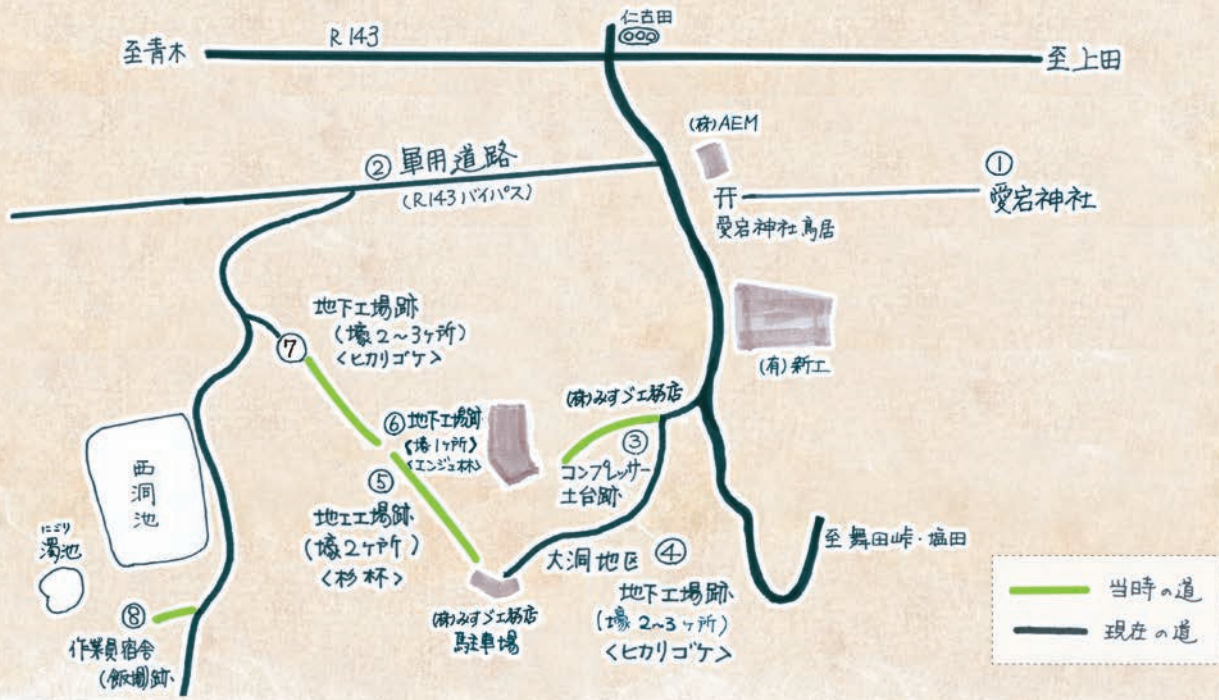 仁古田
R143
至青木
至上田
(株)AEM
①
愛宕神社
② 軍用道路
(R143バイパス)
愛宕神社鳥居
地下工場跡
(壕2~3ヶ所)
<ヒカリゴケ>
⑦
(有)新工
(株)みすゞ工務店
⑥地下工場跡
<壕1ヶ所>
<エンジュ林>
③
コンプレッサー
土台跡
⑤
地工工場跡
(壕2ヶ所)
<杉林>
西洞池
にごり
濁池
至舞田峠・塩田
大洞地区 ④
地下工場跡
(壕2~3ヶ所)
<ヒカリゴケ>
(株)みすゞ工務店
駐車場
⑧
作業員宿舎
(飯場)跡
当時の道
現在の道